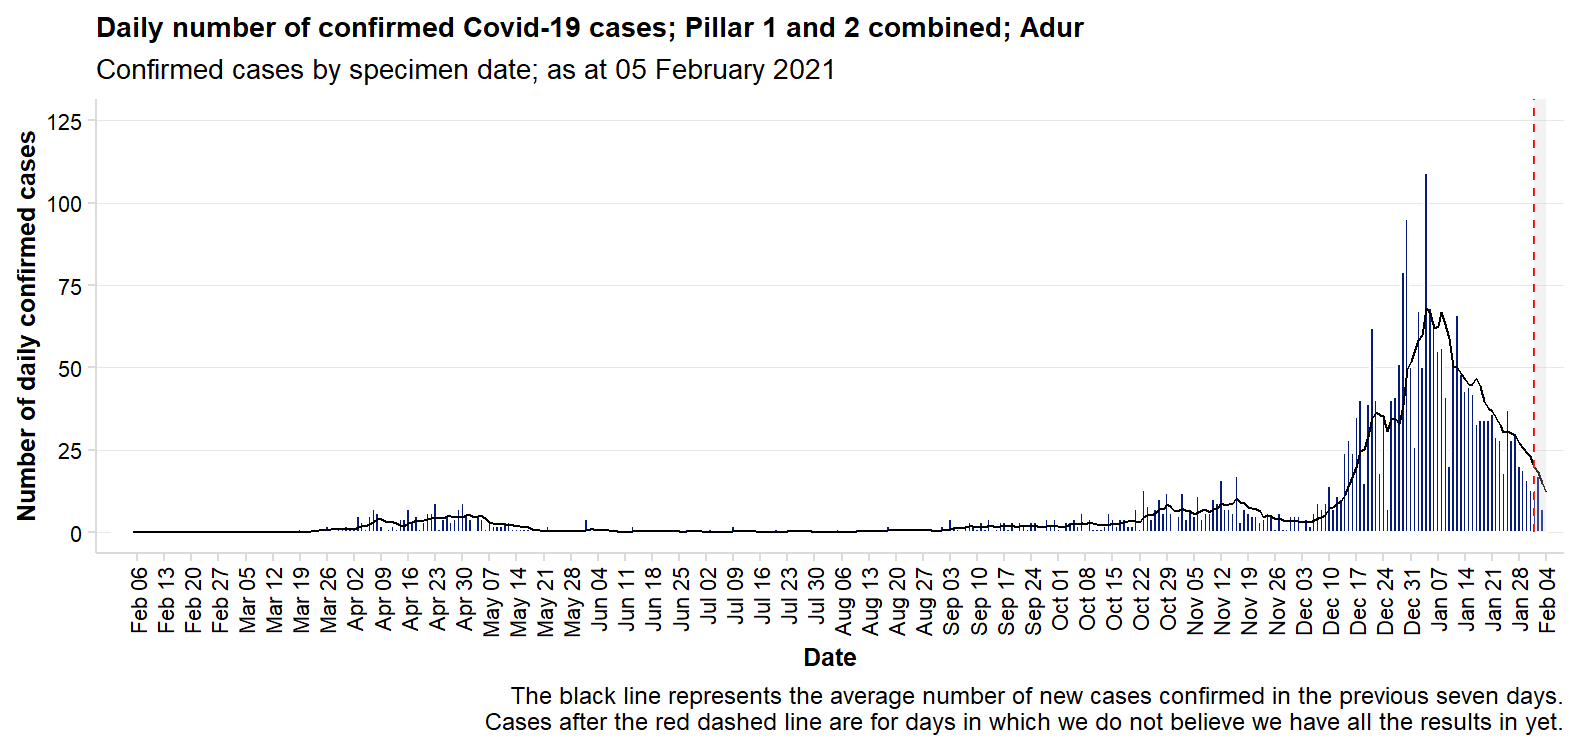 Daily number of confirmed Covid-19 cases; Pillar 1 and 2 combined; Adur
Confirmed cases by specimen date; as at 05 February 2021
Number of daily confirmed cases
125
100
75
50
25
0
Feb 06
Feb 13
Feb 20
Feb 27
Mar 05
Mar 12
Mar 19
Mar 26
Apr 02
Apr 09
Apr 16
Apr 23
Apr 30
May 07
May 14
May 21
May 28
Jun 04
Jun 11
Jun 18
Jun 25
Jul 02
Jul 09
Jul 16
Jul 23
Jul 30
Aug 06
Aug 13
Aug 20
Aug 27
Sep 03
Sep 10
Sep 17
Sep 24
Oct 01
Oct 08
Oct 15
Oct 22
Oct 29
Nov 05
Nov 12
Nov 19
Nov 26
Dec 03
Dec 10
Dec 17
Dec 24
Dec 31
Jan 07
Jan 14
Jan 21
Jan 28
Feb 04
Date
The black line represents the average number of new cases confirmed in the previous seven days.
Cases after the red dashed line are for days in which we do not believe we have all the results in yet.